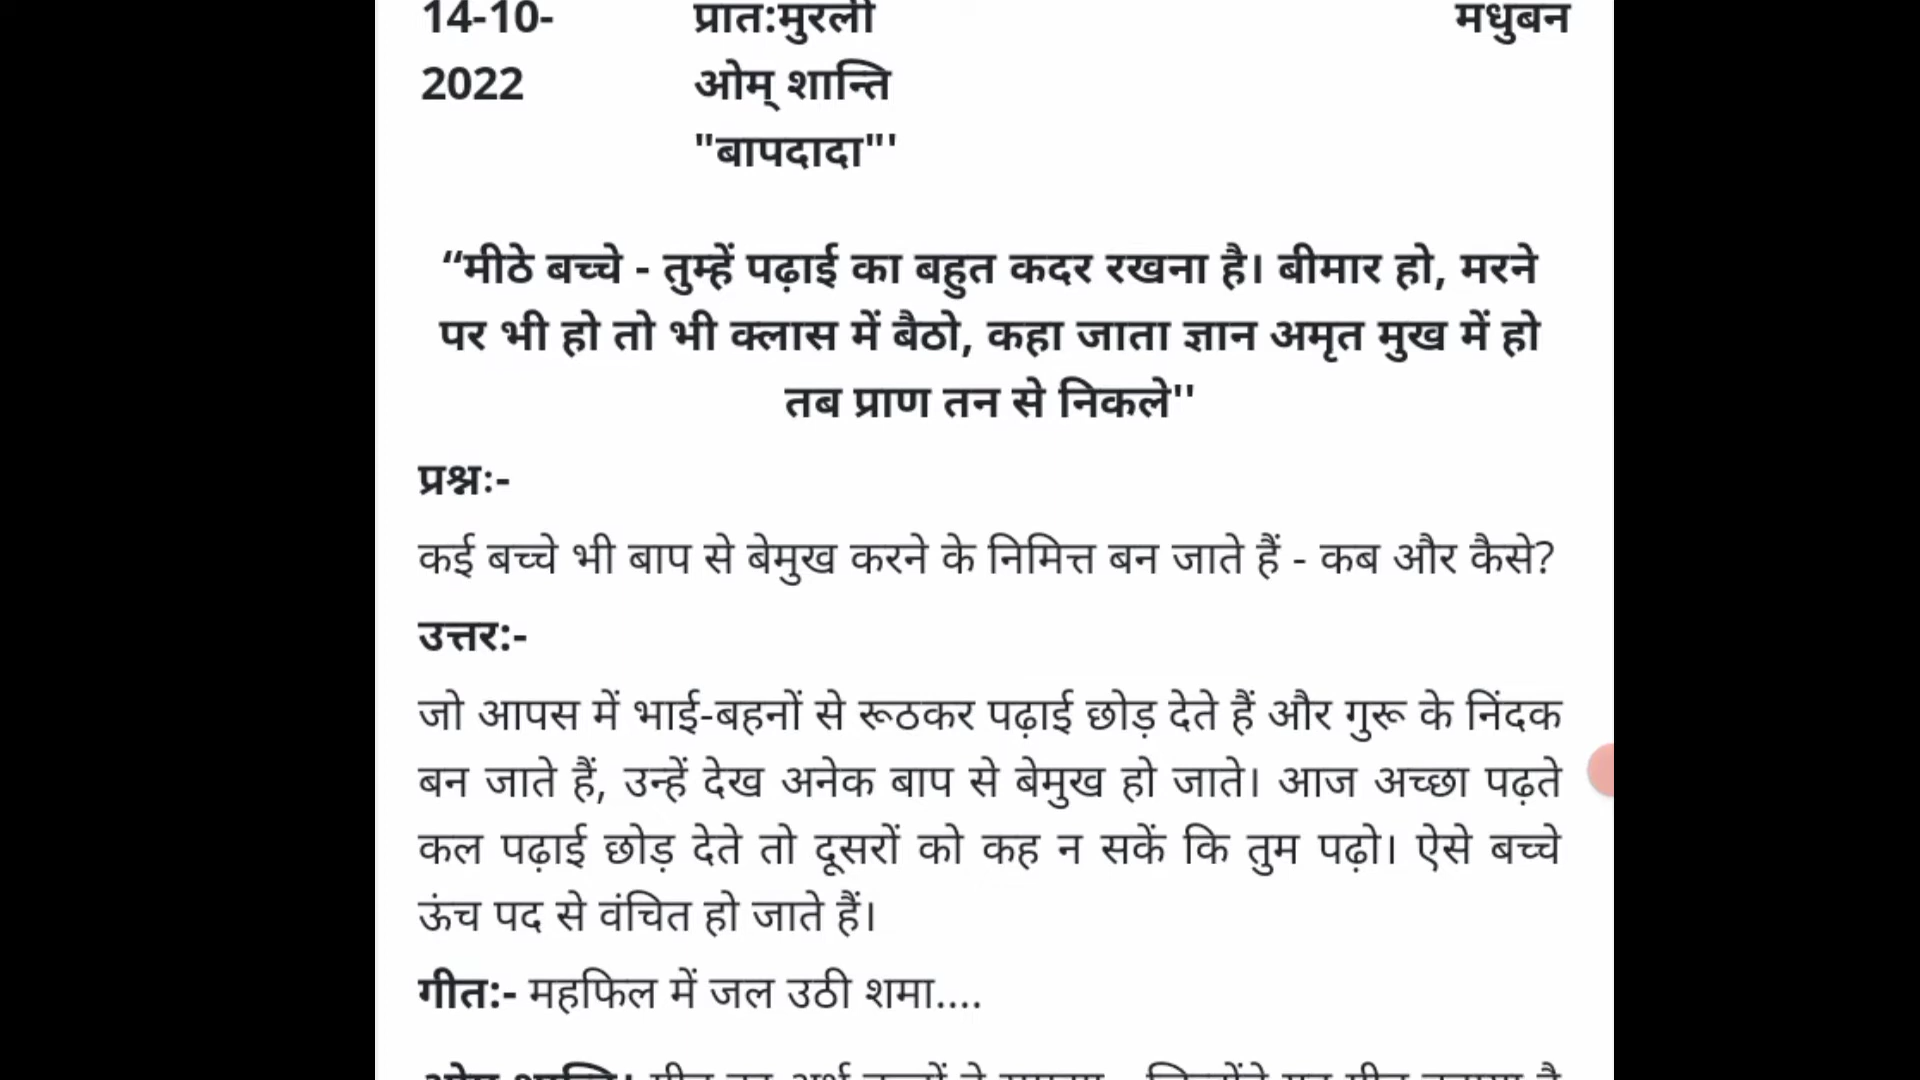 14-10- प्रात:मुरली मधुबन
2022 ओम् शान्ति
"बापदादा"'
“मीठे बच्चे - तुम्हें पढ़ाई का बहुत कदर रखना है। बीमार हो, मरने
पर भी हो तो भी क्लास में बैठो, कहा जाता ज्ञान अमृत मुख में हो
तब प्राण तन से निकले''
प्रश्नः-
कई बच्चे भी बाप से बेमुख करने के निमित्त बन जाते हैं - कब और कैसे?
उत्तर:-
जो आपस में भाई-बहनों से रूठकर पढ़ाई छोड़ देते हैं और गुरू के निंदक
बन जाते हैं, उन्हें देख अनेक बाप से बेमुख हो जाते। आज अच्छा पढ़ते
कल पढ़ाई छोड़ देते तो दूसरों को कह न सकें कि तुम पढ़ो। ऐसे बच्चे
ऊंच पद से वंचित हो जाते हैं।
गीत:- महफिल में जल उठी शमा....